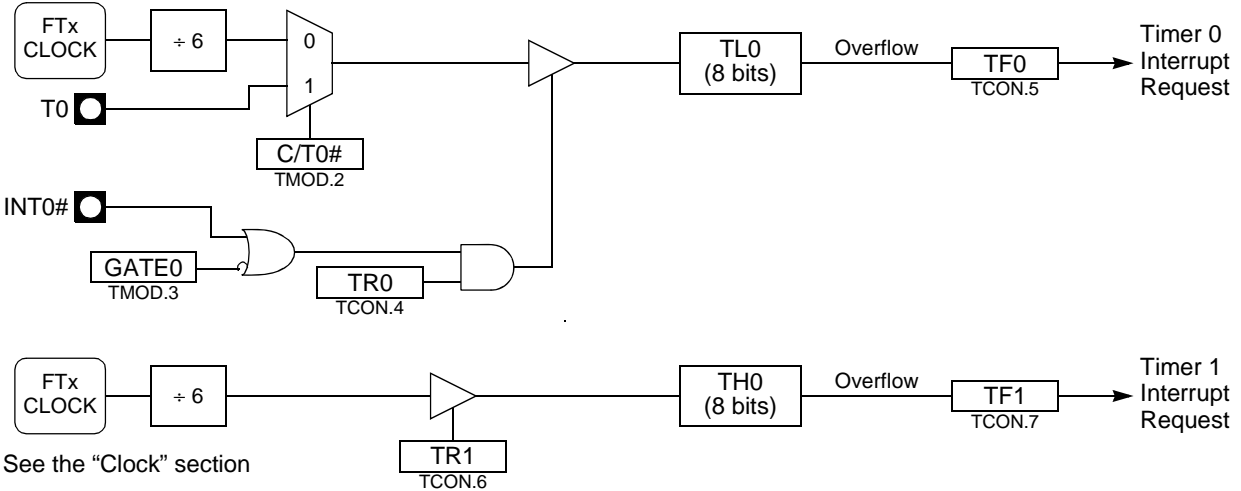 FTx
CLOCK
÷ 6
0
1
T0
C/T0#
TMOD.2
TL0
(8 bits)
Overflow
TF0
TCON.5
Timer 0
Interrupt
Request
INT0#
GATE0
TMOD.3
TR0
TCON.4
FTx
CLOCK
÷ 6
TR1
TCON.6
TH0
(8 bits)
Overflow
TF1
TCON.7
Timer 1
Interrupt
Request
See the “Clock” section